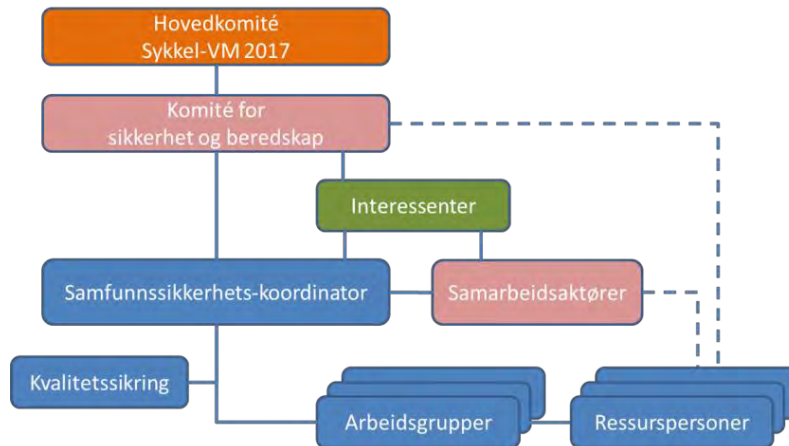 Hovedkomité
Sykkel-VM 2017
Komité for
sikkerhet og beredskap
Interessenter
Samfunnssikkerhets-koordinator
Samarbeidsaktører
Kvalitetssikring
Arbeidsgrupper
Ressurspersoner